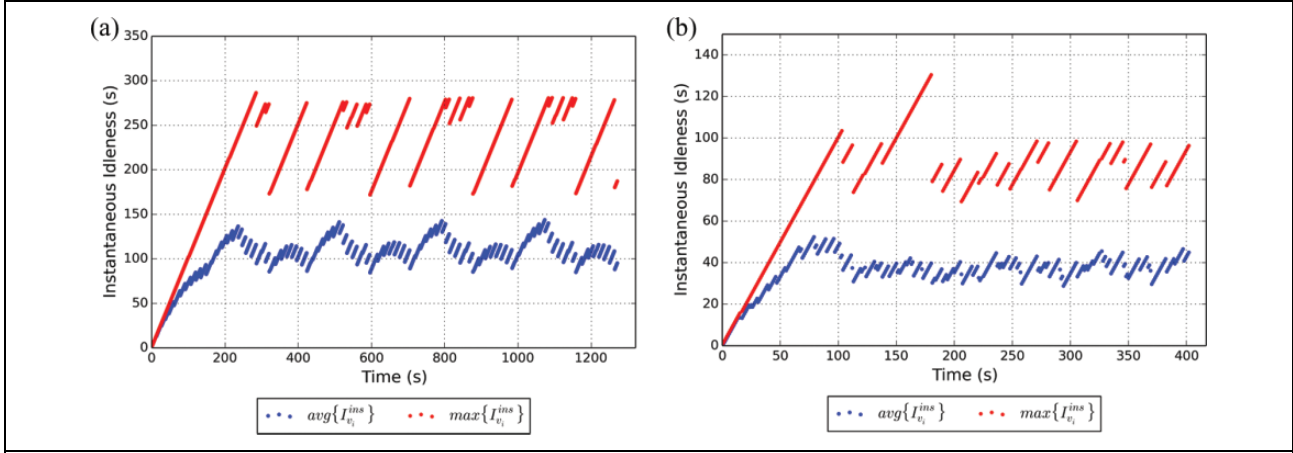 (a)
350
300
250
200
150
100
50
0
Instantaneous Idleness (s)
0 200 400 600 800 1000 1200
Time (s)
avg{I_{v_i}^{ins}} max{I_{v_i}^{ins}}
(b)
140
120
100
80
60
40
20
0
Instantaneous Idleness (s)
0 50 100 150 200 250 300 350 400
Time (s)
avg{I_{v_i}^{ins}} max{I_{v_i}^{ins}}